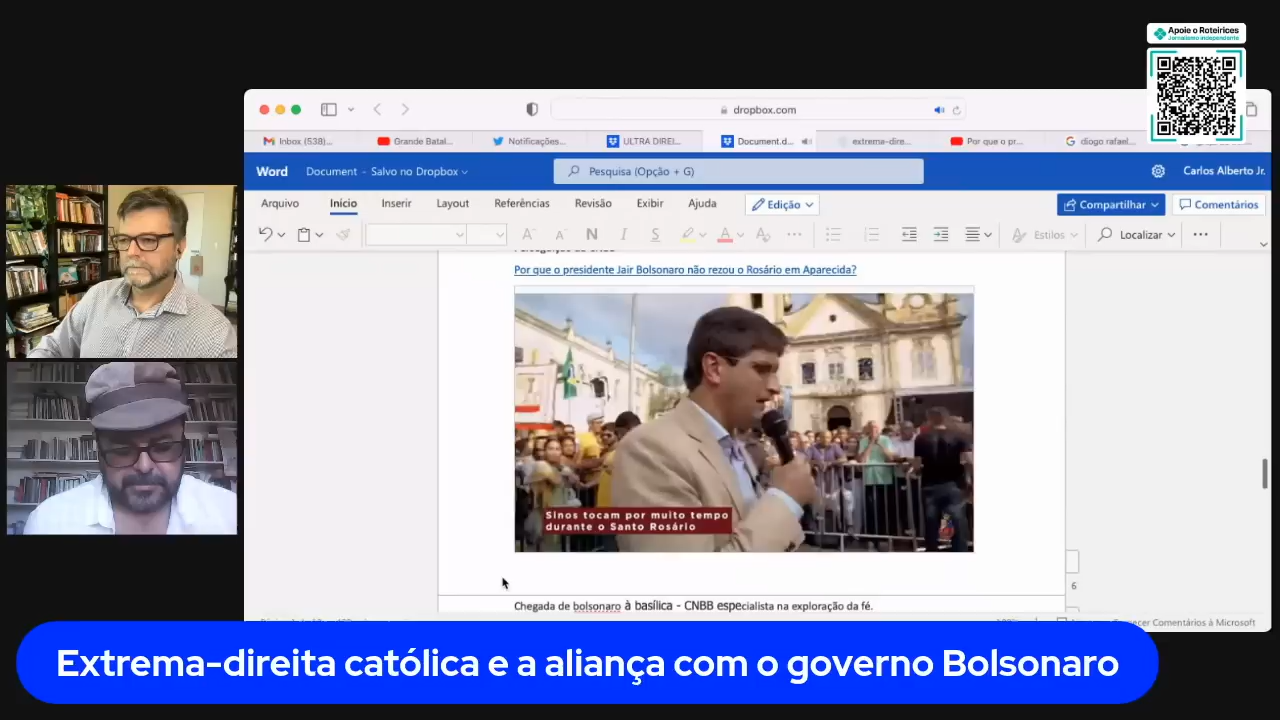 Apoie o Roteirices
Jornalismo independente
dropbox.com
Inbox (538)...
Grande Batal...
Notificações...
ULTRA DIREI...
Document.d...
extrema-dire...
Por que o pr...
diogo rafael...
Word
Document - Salvo no Dropbox
Pesquisa (Opção + G)
Carlos Alberto Jr.
Arquivo
Início
Inserir
Layout
Referências
Revisão
Exibir
Ajuda
Edição
Compartilhar
Comentários
N
I
S
A
Estilos
Localizar
Por que o presidente Jair Bolsonaro não rezou o Rosário em Aparecida?
Sinos tocam por muito tempo
durante o Santo Rosário
6
Chegada de bolsonaro à basílica - CNBB especialista na exploração da fé.
Comentários à Microsoft
Extrema-direita católica e a aliança com o governo Bolsonaro